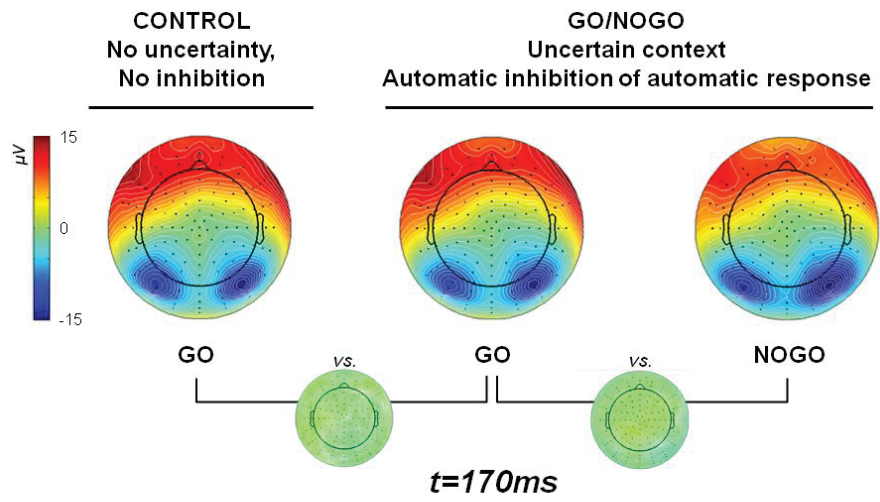 CONTROL
No uncertainty,
No inhibition
GO/NOGO
Uncertain context
Automatic inhibition of automatic response
μV
15
0
-15
GO
vs.
GO
vs.
NOGO
t=170ms